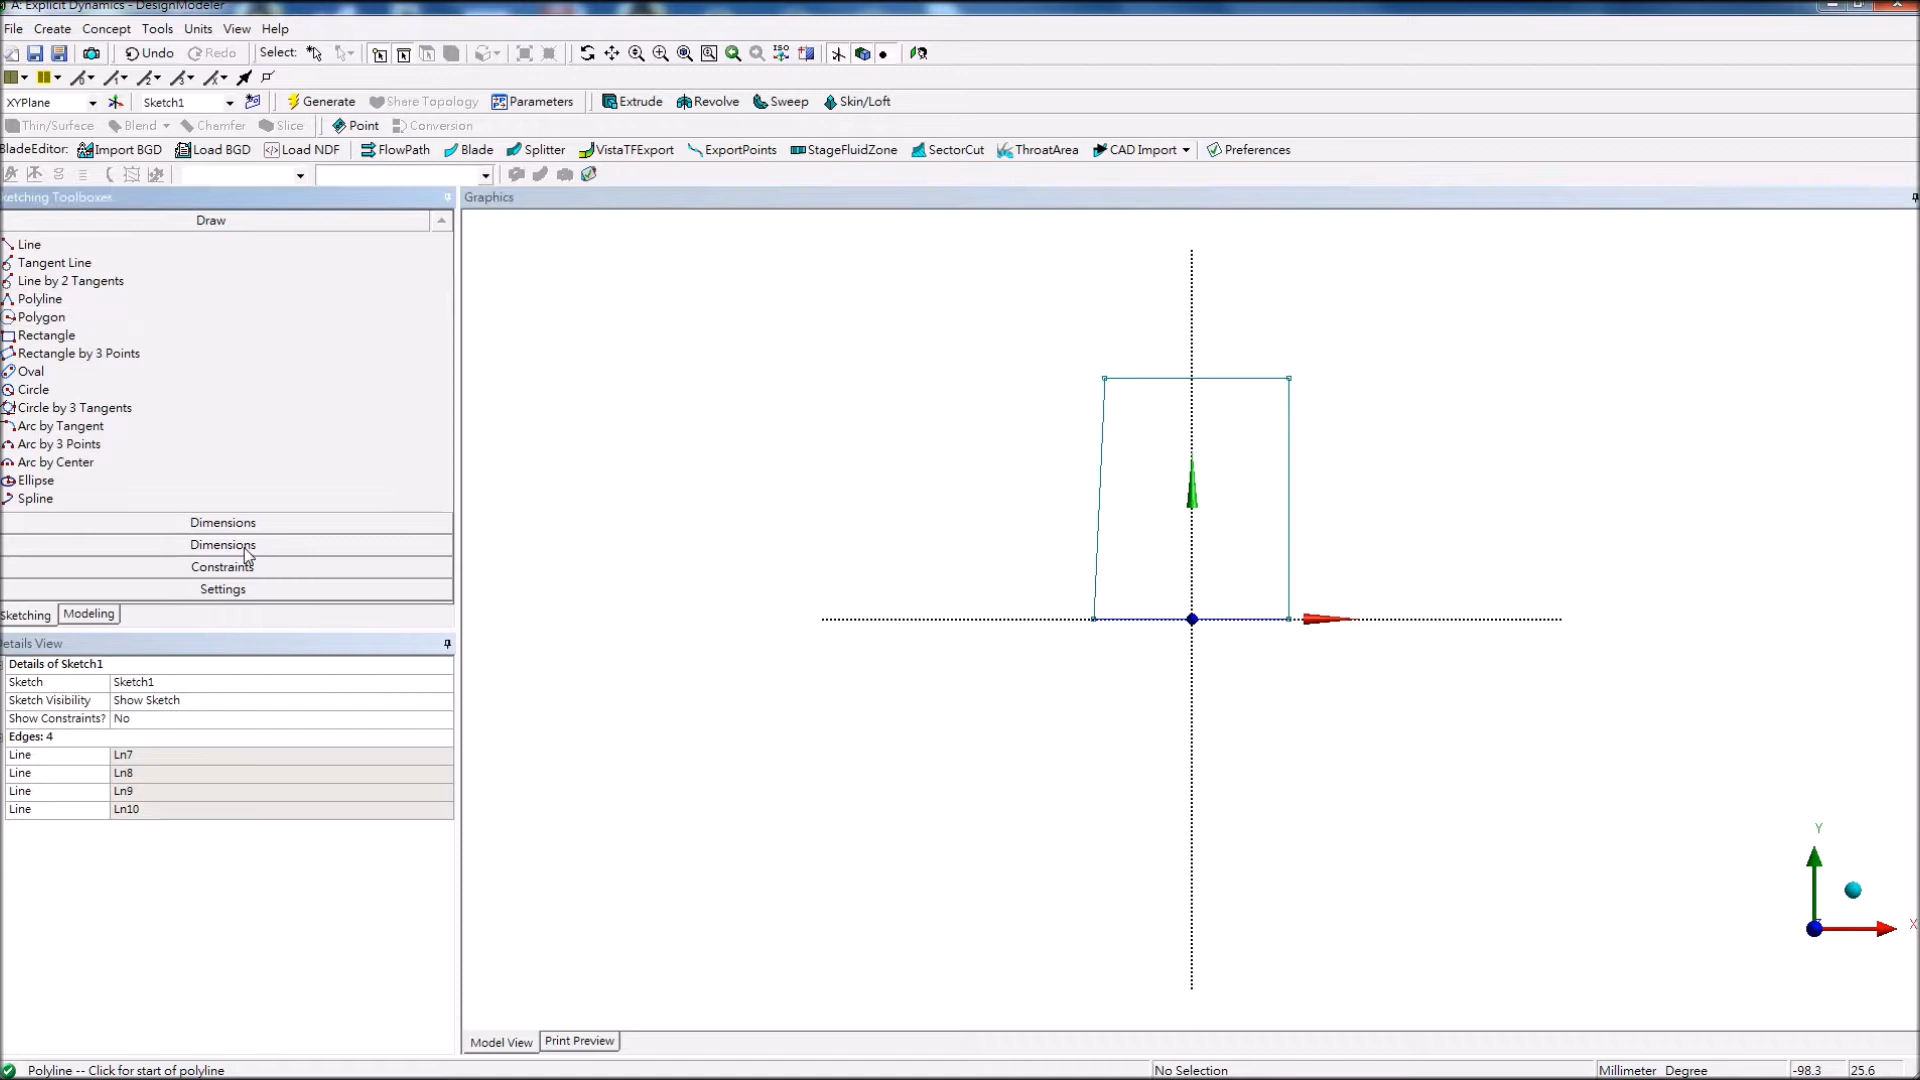 A: Explicit Dynamics - DesignModeler
File Create Concept Tools Units View Help
Undo Redo Select: ISO
XYPlane Sketch1 Generate Share Topology Parameters Extrude Revolve Sweep Skin/Loft
Thin/Surface Blend Chamfer Slice Point Conversion
BladeEditor: Import BGD Load BGD Load NDF FlowPath Blade Splitter VistaTFExport ExportPoints StageFluidZone SectorCut ThroatArea CAD Import Preferences
ketching Toolboxes Graphics
Draw
Line
Tangent Line
Line by 2 Tangents
Polyline
Polygon
Rectangle
Rectangle by 3 Points
Oval
Circle
Circle by 3 Tangents
Arc by Tangent
Arc by 3 Points
Arc by Center
Ellipse
Spline
Dimensions
Dimensions
Constraints
Settings
Sketching Modeling
etails View
Details of Sketch1
Sketch Sketch1
Sketch Visibility Show Sketch
Show Constraints? No
Edges: 4
Line Ln7
Line Ln8
Line Ln9
Line Ln10
Y
X
Model View Print Preview
Polyline -- Click for start of polyline No Selection Millimeter Degree -98.3 25.6